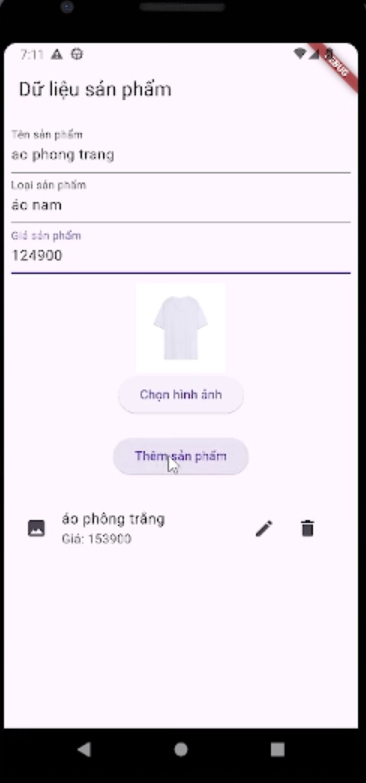 7:11
DEBUG
Dữ liệu sản phẩm
Tên sản phẩm
ao phong trang
Loại sản phẩm
áo nam
Giá sản phẩm
124900
Chọn hình ảnh
Thêm sản phẩm
áo phông trắng
Giá: 153900